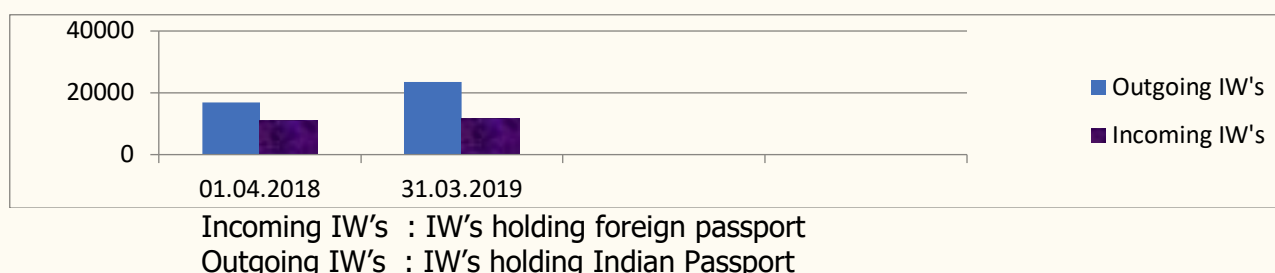 40000
20000
0
01.04.2018 31.03.2019
Outgoing IW's
Incoming IW's
Incoming IW’s : IW’s holding foreign passport
Outgoing IW’s : IW’s holding Indian Passport